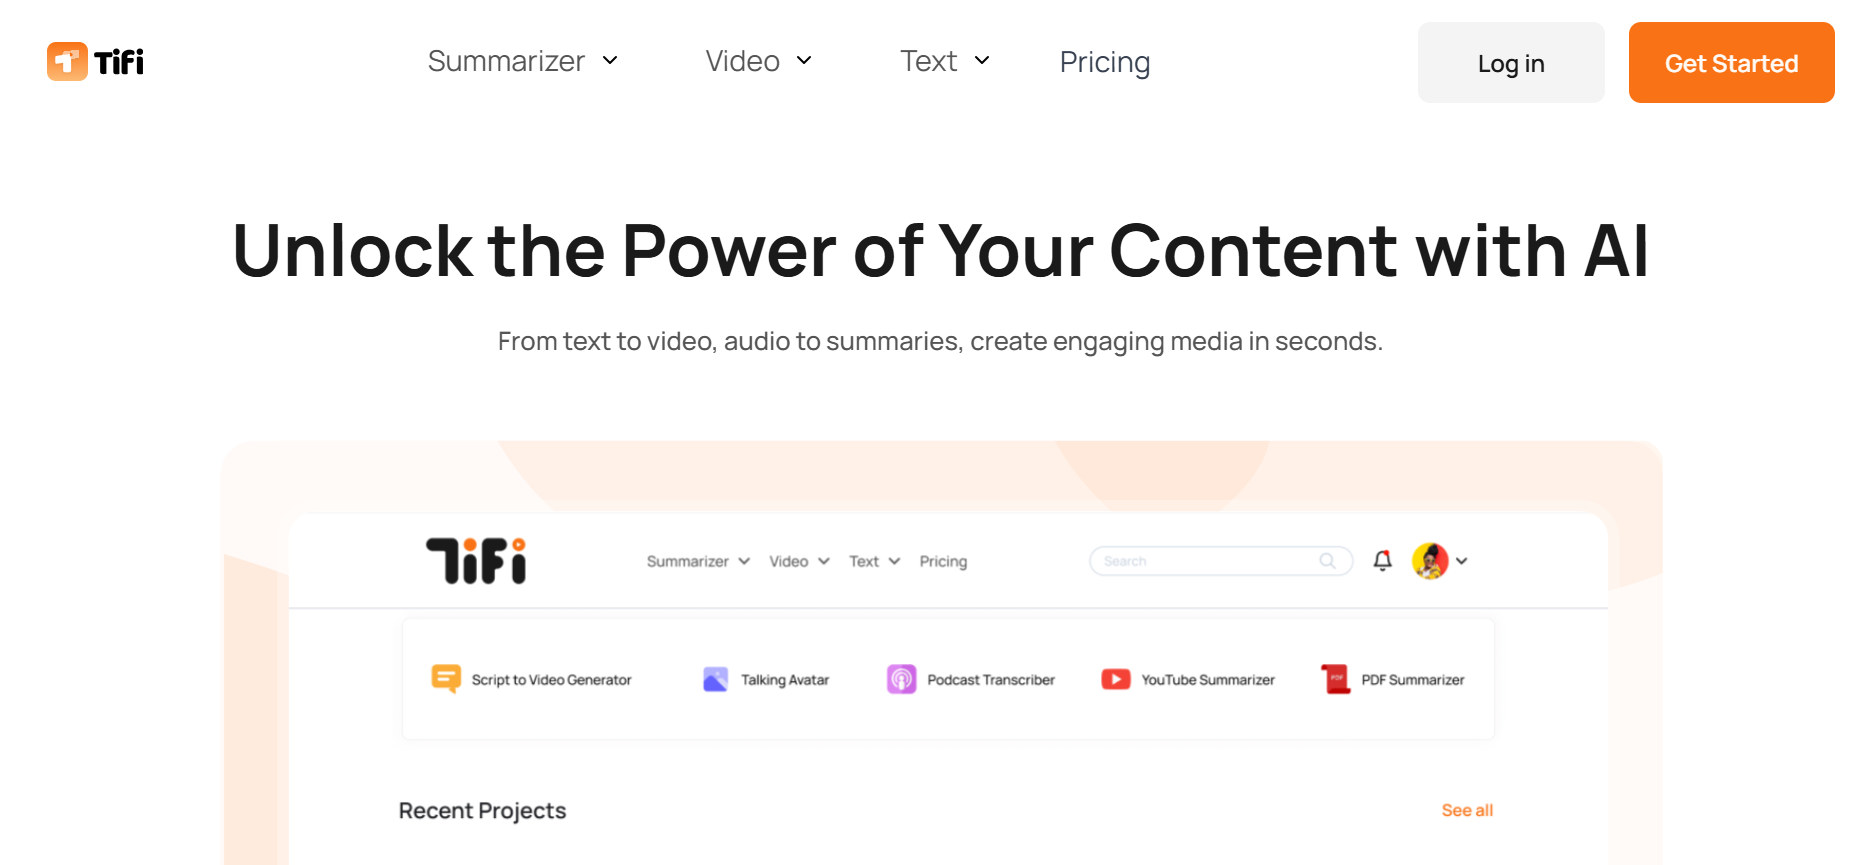 TiFi
Summarizer Video Text Pricing
Log in
Get Started
Unlock the Power of Your Content with AI
From text to video, audio to summaries, create engaging media in seconds.
TiFi
Summarizer Video Text Pricing
Search
Script to Video Generator
Talking Avatar
Podcast Transcriber
YouTube Summarizer
PDF
PDF Summarizer
Recent Projects
See all